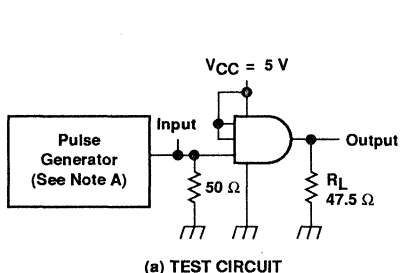 VCC = 5 V
Input
Pulse
Generator
(See Note A)
Output
50 Ω
RL
47.5 Ω
(a) TEST CIRCUIT